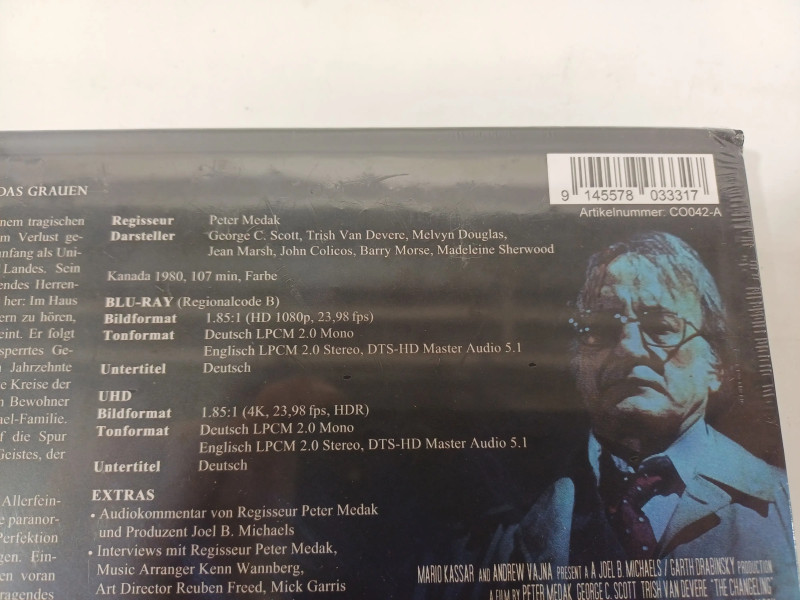 DAS GRAUEN
nem tragischen
m Verlust ge-
nfang als Uni-
Landes. Sein
endes Herren-
her: Im Haus
ern zu hören,
eint. Er folgt
sperrtes Ge-
Jahrzehnte
e Kreise der
n Bewohner
ael-Familie.
f die Spur
Geistes, der
Allerfein-
e paranor-
Perfektion
gen. Ein-
en voran
ragendes
Regisseur Peter Medak
Darsteller George C. Scott, Trish Van Devere, Melvyn Douglas,
Jean Marsh, John Colicos, Barry Morse, Madeleine Sherwood
Kanada 1980, 107 min, Farbe
BLU-RAY (Regionalcode B)
Bildformat 1.85:1 (HD 1080p, 23,98 fps)
Tonformat Deutsch LPCM 2.0 Mono
Englisch LPCM 2.0 Stereo, DTS-HD Master Audio 5.1
Untertitel Deutsch
UHD
Bildformat 1.85:1 (4K, 23,98 fps, HDR)
Tonformat Deutsch LPCM 2.0 Mono
Englisch LPCM 2.0 Stereo, DTS-HD Master Audio 5.1
Untertitel Deutsch
EXTRAS
• Audiokommentar von Regisseur Peter Medak
und Produzent Joel B. Michaels
• Interviews mit Regisseur Peter Medak,
Music Arranger Kenn Wannberg,
Art Director Reuben Freed, Mick Garris
9 145578 033317
Artikelnummer: CO042-A
MARIO KASSAR AND ANDREW VAJNA PRESENT A JOEL B. MICHAELS / GARTH DRABINSKY PRODUCTION
A FILM BY PETER MEDAK GEORGE C. SCOTT TRISH VAN DEVERE "THE CHANGELING"